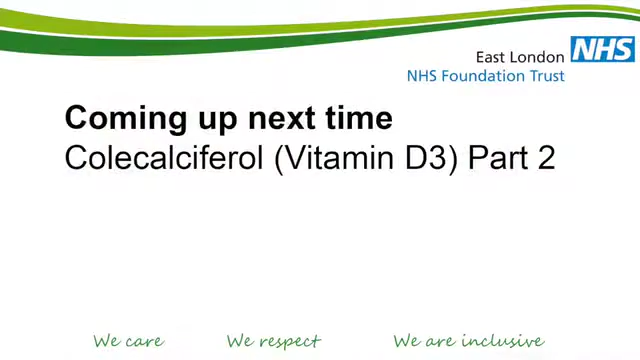 East London NHS
NHS Foundation Trust
Coming up next time
Colecalciferol (Vitamin D3) Part 2
We care We respect We are inclusive